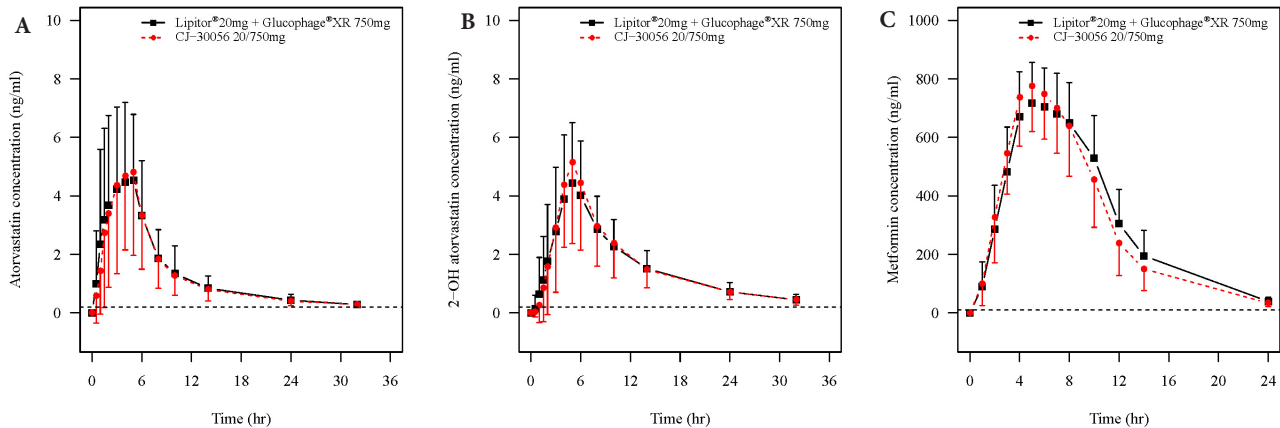 A
Lipitor®20mg + Glucophage®XR 750mg
CJ−30056 20/750mg
Atorvastatin concentration (ng/ml)
10
8
6
4
2
0
0 6 12 18 24 30 36
Time (hr)
B
Lipitor®20mg + Glucophage®XR 750mg
CJ−30056 20/750mg
2−OH atorvastatin concentration (ng/ml)
10
8
6
4
2
0
0 6 12 18 24 30 36
Time (hr)
C
Lipitor®20mg + Glucophage®XR 750mg
CJ−30056 20/750mg
Metformin concentration (ng/ml)
1000
800
600
400
200
0
0 4 8 12 16 20 24
Time (hr)